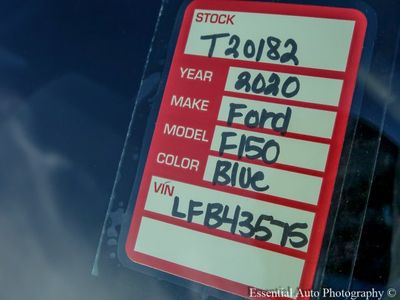 STOCK
T20182
YEAR 2020
MAKE Ford
MODEL F150
COLOR Blue
VIN
LFB43575
Essential Auto Photography ©